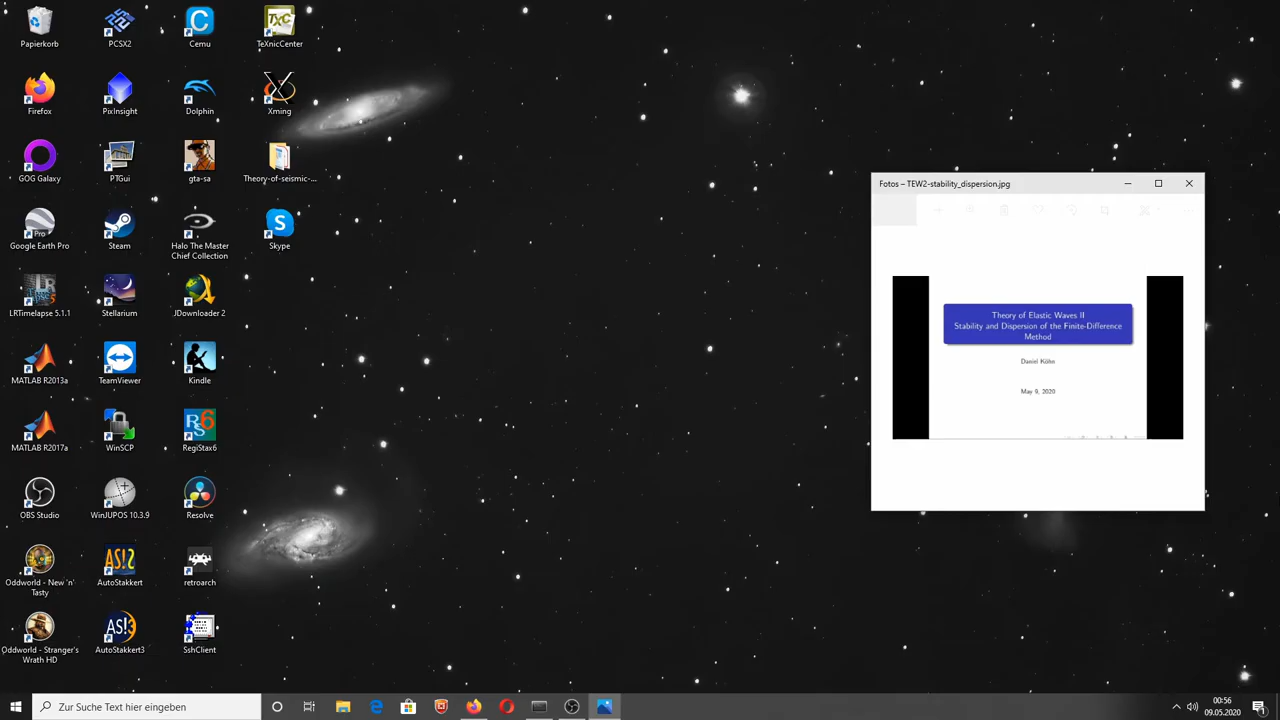 Papierkorb
PCSX2
Cemu
TeXnicCenter
Firefox
PixInsight
Dolphin
Xming
GOG Galaxy
PTGui
gta-sa
Theory-of-seismic-...
Google Earth Pro
Steam
Halo The Master
Chief Collection
Skype
LRTimelapse 5.1.1
Stellarium
JDownloader 2
MATLAB R2013a
TeamViewer
Kindle
MATLAB R2017a
WinSCP
RegiStax6
OBS Studio
WinJUPOS 10.3.9
Resolve
Oddworld - New 'n'
Tasty
AutoStakkert
retroarch
Oddworld - Stranger's
Wrath HD
AutoStakkert3
SshClient
Fotos – TEW2-stability_dispersion.jpg
Theory of Elastic Waves II
Stability and Dispersion of the Finite-Difference
Method
Daniel Köhn
May 9, 2020
Zur Suche Text hier eingeben
00:56
09.05.2020